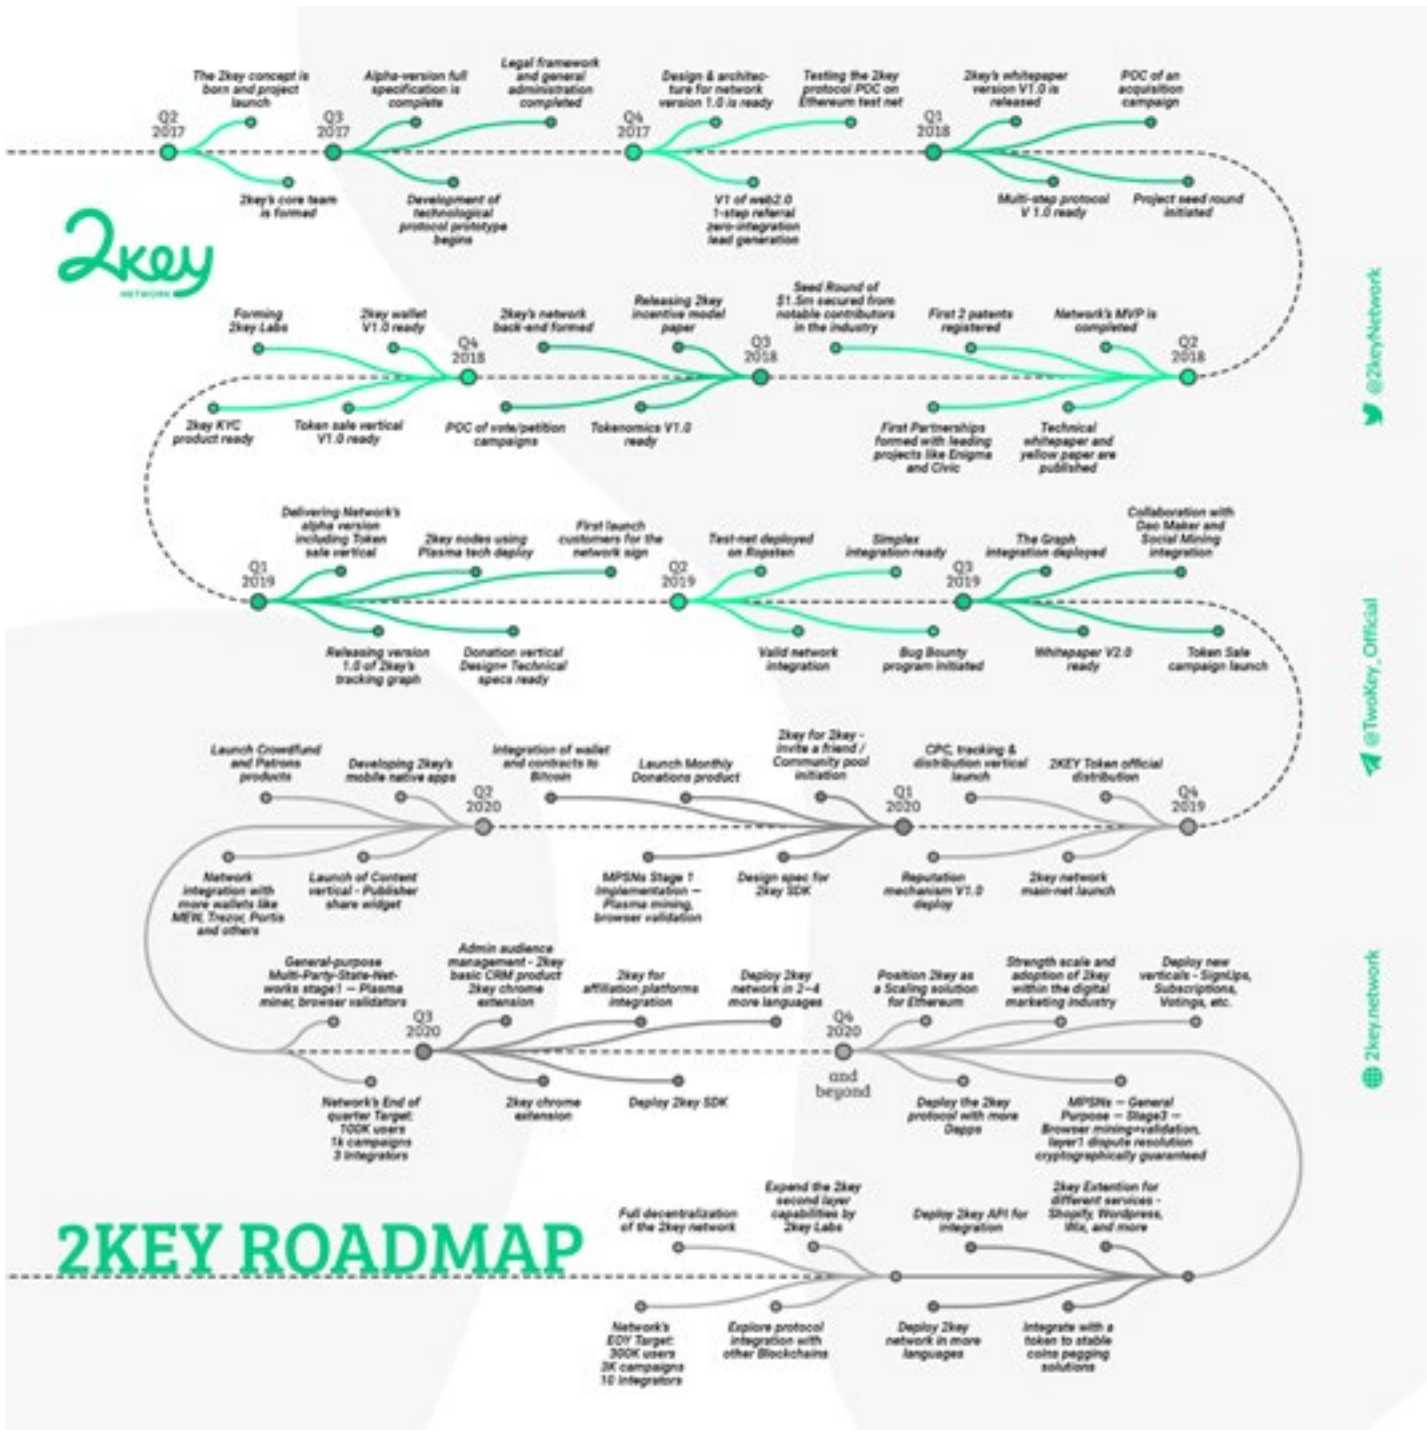 The 2key concept is
born and project
launch
Q2
2017
2key's core team
is formed
Alpha-version full
specification is
complete
Legal framework
and general
administration
completed
Q3
2017
Development of
technological
protocol prototype
begins
Design & architec-
ture for network
version 1.0 is ready
Testing the 2key
protocol POC on
Ethereum test net
Q4
2017
V1 of web2.0
1-step referral
zero-integration
lead generation
2key's whitepaper
version V1.0 is
released
POC of an
acquisition
campaign
Q1
2018
Multi-step protocol
V 1.0 ready
Project seed round
initiated
2key
NETWORK
Seed Round of
$1.5m secured from
notable contributors
in the industry
First 2 patents
registered
Network's MVP is
completed
Q2
2018
First Partnerships
formed with leading
projects like Enigma
and Civic
Technical
whitepaper and
yellow paper are
published
2key's network
back-end formed
Releasing 2key
incentive model
paper
Q3
2018
POC of vote/petition
campaigns
Tokenomics V1.0
ready
Forming
2key Labs
2key wallet
V1.0 ready
Q4
2018
2key KYC
product ready
Token sale vertical
V1.0 ready
Delivering Network's
alpha version
including Token
sale vertical
2key nodes using
Plasma tech deploy
First launch
customers for the
network sign
Q1
2019
Releasing version
1.0 of 2key's
tracking graph
Donation vertical
Design+ Technical
specs ready
Test-net deployed
on Ropsten
Simplex
integration-ready
Q2
2019
Valid network
integration
Bug Bounty
program initiated
The Graph
integration deployed
Collaboration with
Dao Maker and
Social Mining
integration
Q3
2019
Whitepaper V2.0
ready
Token Sale
campaign launch
CPC, tracking &
distribution vertical
launch
2KEY Token official
distribution
Q4
2019
Reputation
mechanism V1.0
deploy
2key network
main-net launch
Integration of wallet
and contracts to
Bitcoin
Launch Monthly
Donations product
2key for 2key -
invite a friend /
Community pool
initiation
Q1
2020
MPSNs Stage 1
Implementation —
Plasma mining,
browser validation
Design spec for
2key SDK
Launch Crowdfund
and Patrons
products
Developing 2key's
mobile native apps
Q2
2020
Network
integration with
more wallets like
MEW, Trezor, Portis
and others
Launch of Content
vertical - Publisher
share widget
General-purpose
Multi-Party-State-Net-
works stage1 — Plasma
miner, browser validators
Network's End of
quarter Target:
100K users
1k campaigns
3 integrators
Admin audience
management - 2key
basic CRM product
2key chrome
extension
2key for
affiliation platforms
integration
Deploy 2key
network in 2-4
more languages
Q3
2020
2key chrome
extension
Deploy 2key SDK
Position 2key as
a Scaling solution
for Ethereum
Strength scale and
adoption of 2key
within the digital
marketing industry
Deploy new
verticals - SignUps,
Subscriptions,
Votings, etc.
Q4
2020
and
beyond
Deploy the 2key
protocol with more
Dapps
MPSNs — General
Purpose — Stage3 —
Browser mining+validation,
layer1 dispute resolution
cryptographically guaranteed
Deploy 2key API for
integration
2key Extention for
different services -
Shopify, Wordpress,
Wix, and more
Deploy 2key
network in more
languages
Integrate with a
token to stable
coins pegging
solutions
Full decentralization
of the 2key network
Expend the 2key
second layer
capabilities by
2key Labs
Network's
EOY Target:
300K users
3K campaigns
10 integrators
Explore protocol
integration with
other Blockchains
2KEY ROADMAP
@2keyNetwork
@TwoKey_Official
2key.network